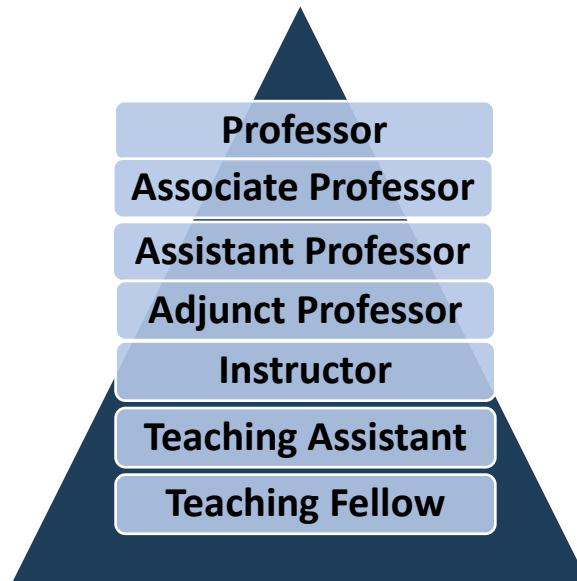 Professor
Associate Professor
Assistant Professor
Adjunct Professor
Instructor
Teaching Assistant
Teaching Fellow